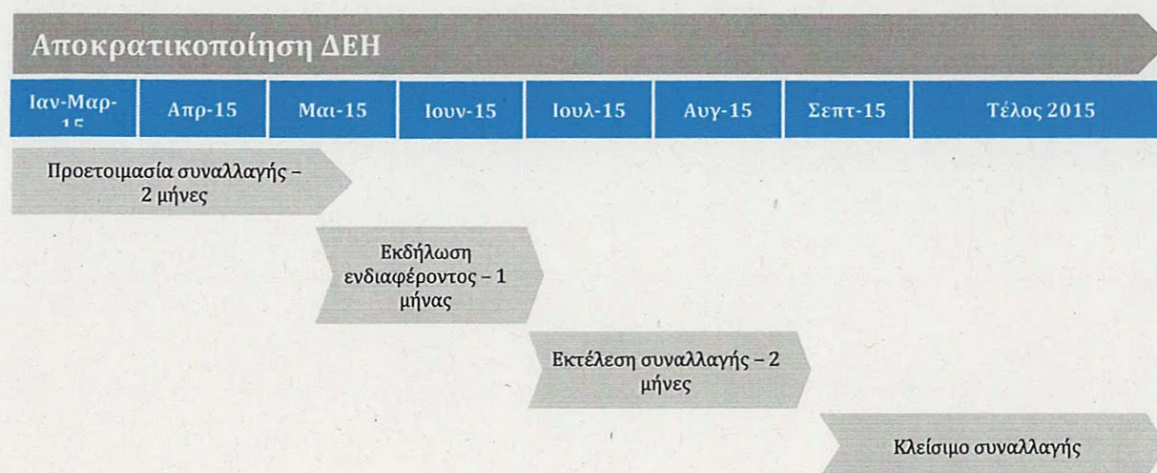 Αποκρατικοποίηση ΔΕΗ
Ιαν-Μαρ-
15
Απρ-15
Μαι-15
Ιουν-15
Ιουλ-15
Αυγ-15
Σεπτ-15
Τέλος 2015
Προετοιμασία συναλλαγής –
2 μήνες
Εκδήλωση
ενδιαφέροντος – 1
μήνας
Εκτέλεση συναλλαγής – 2
μήνες
Κλείσιμο συναλλαγής